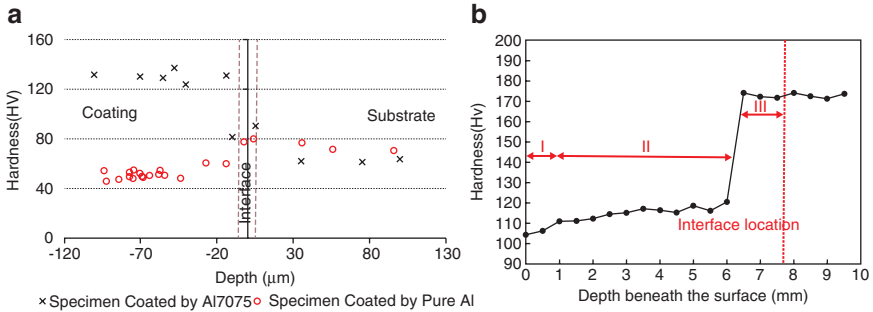 a
Hardness(HV)
160
120
80
40
0
Coating
Substrate
Interface
-120 -70 -20 30 80 130
Depth (μm)
× Specimen Coated by Al7075 ○ Specimen Coated by Pure Al
b
Hardness(Hv)
190
180
170
160
150
140
130
120
110
100
90
I
II
III
Interface location
0 1 2 3 4 5 6 7 8 9 10
Depth beneath the surface (mm)